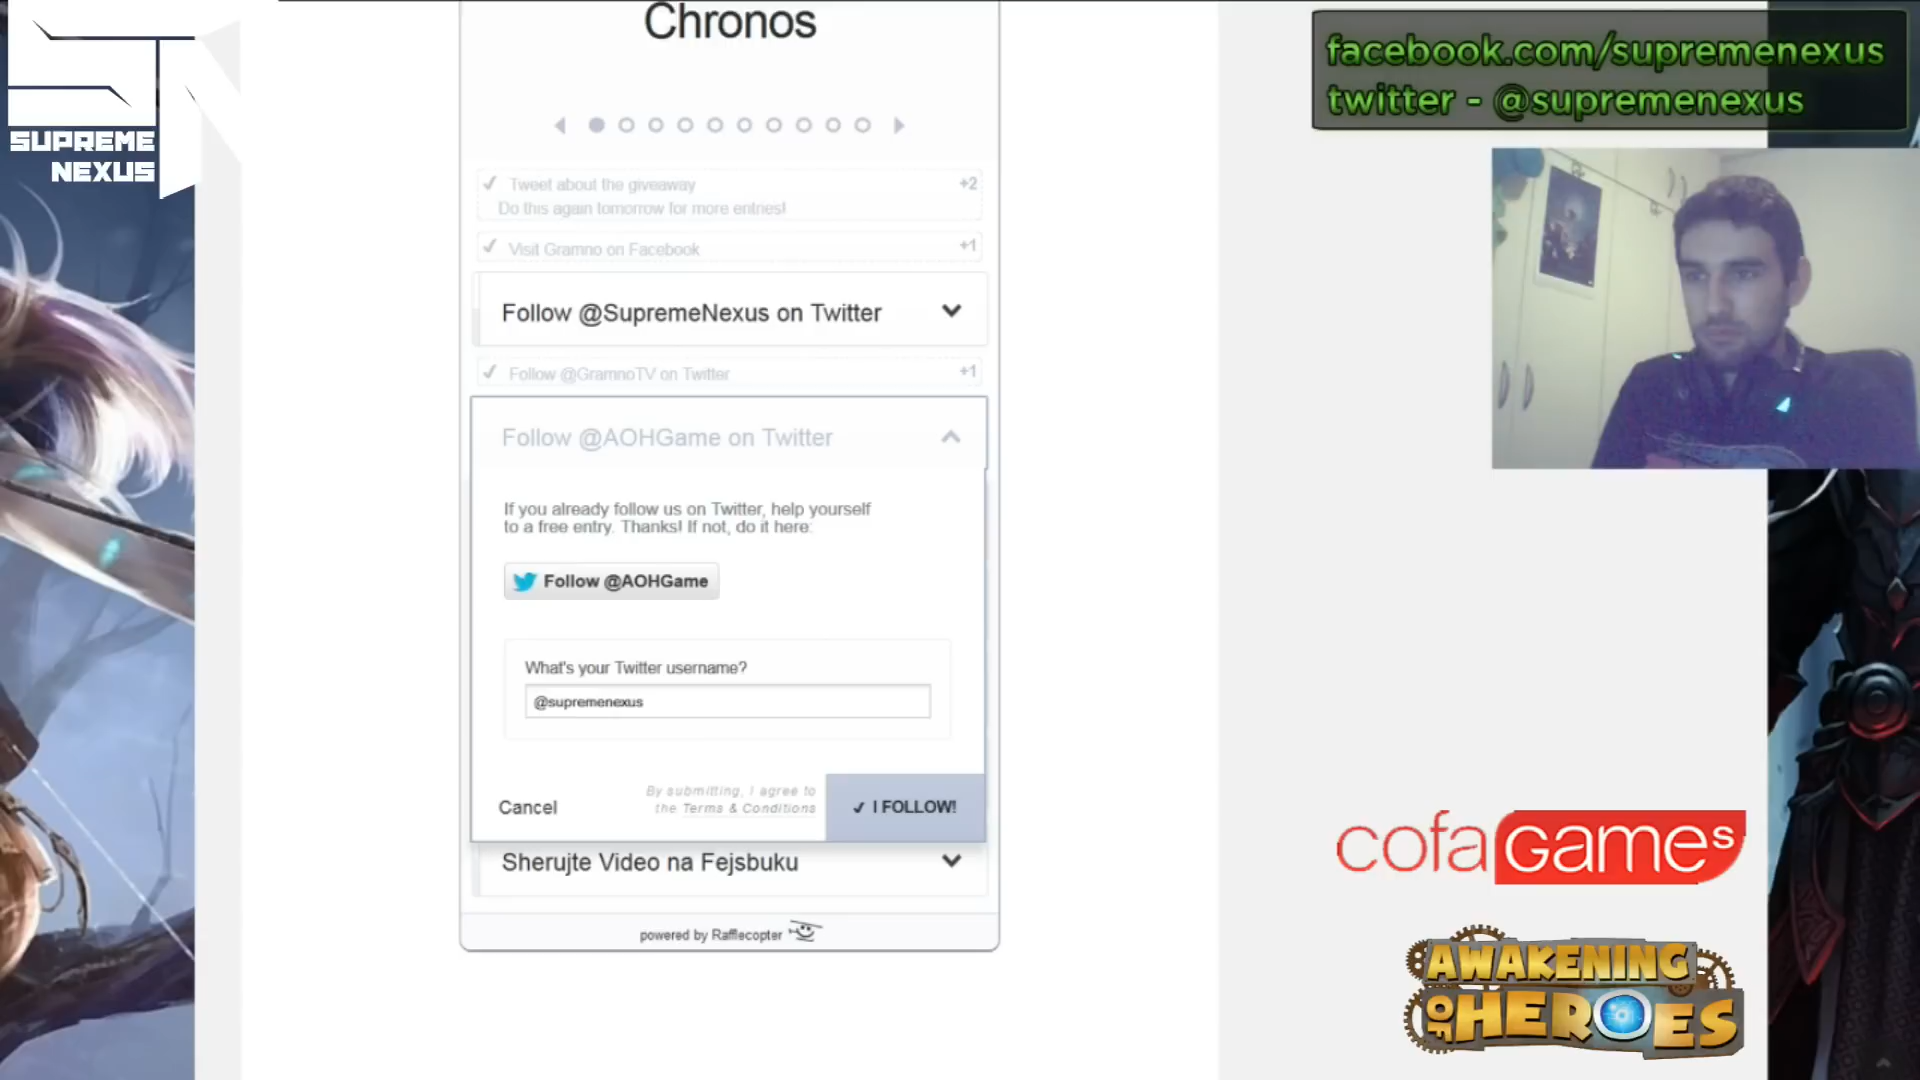 SUPREME
NEXUS
Chronos
Tweet about the giveaway +2
Do this again tomorrow for more entries!
Visit Gramno on Facebook +1
Follow @SupremeNexus on Twitter
Follow @GramnoTV on Twitter +1
Follow @AOHGame on Twitter
If you already follow us on Twitter, help yourself
to a free entry. Thanks! If not, do it here:
Follow @AOHGame
What's your Twitter username?
@supremenexus
Cancel
By submitting, I agree to
the Terms & Conditions
✓ I FOLLOW!
Sherujte Video na Fejsbuku
powered by Rafflecopter
facebook.com/supremenexus
twitter - @supremenexus
cofagames
AWAKENING
OF HEROES